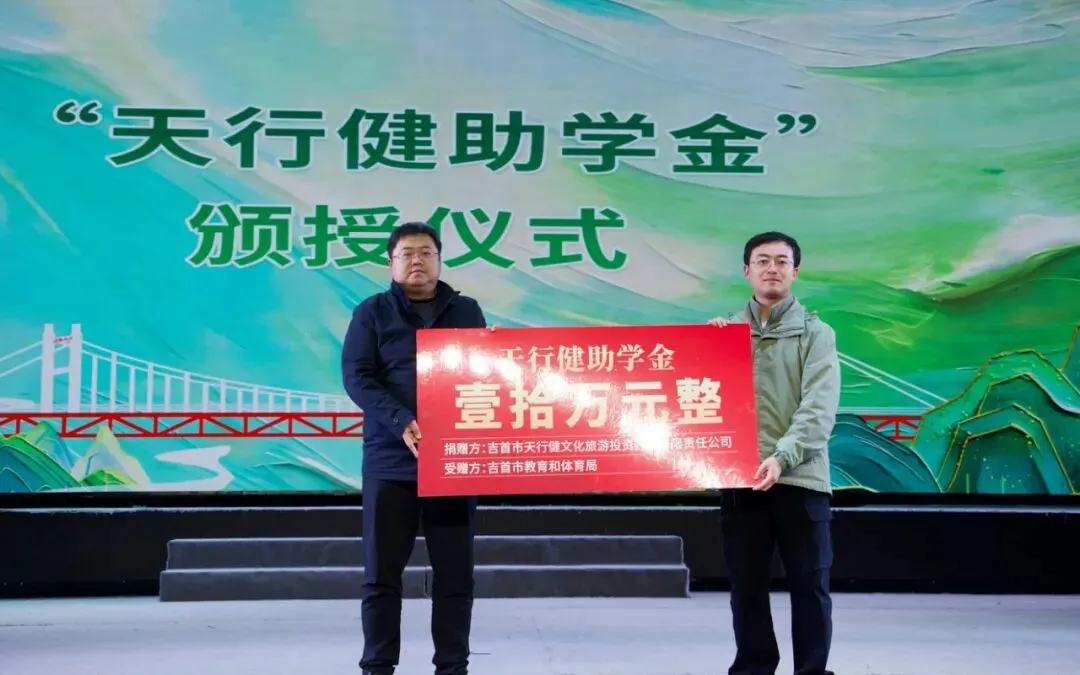 “天行健助学金”
颁授仪式
天行健助学金
壹拾万元整
捐赠方:吉首市天行健文化旅游投资 限责任公司
受赠方:吉首市教育和体育局